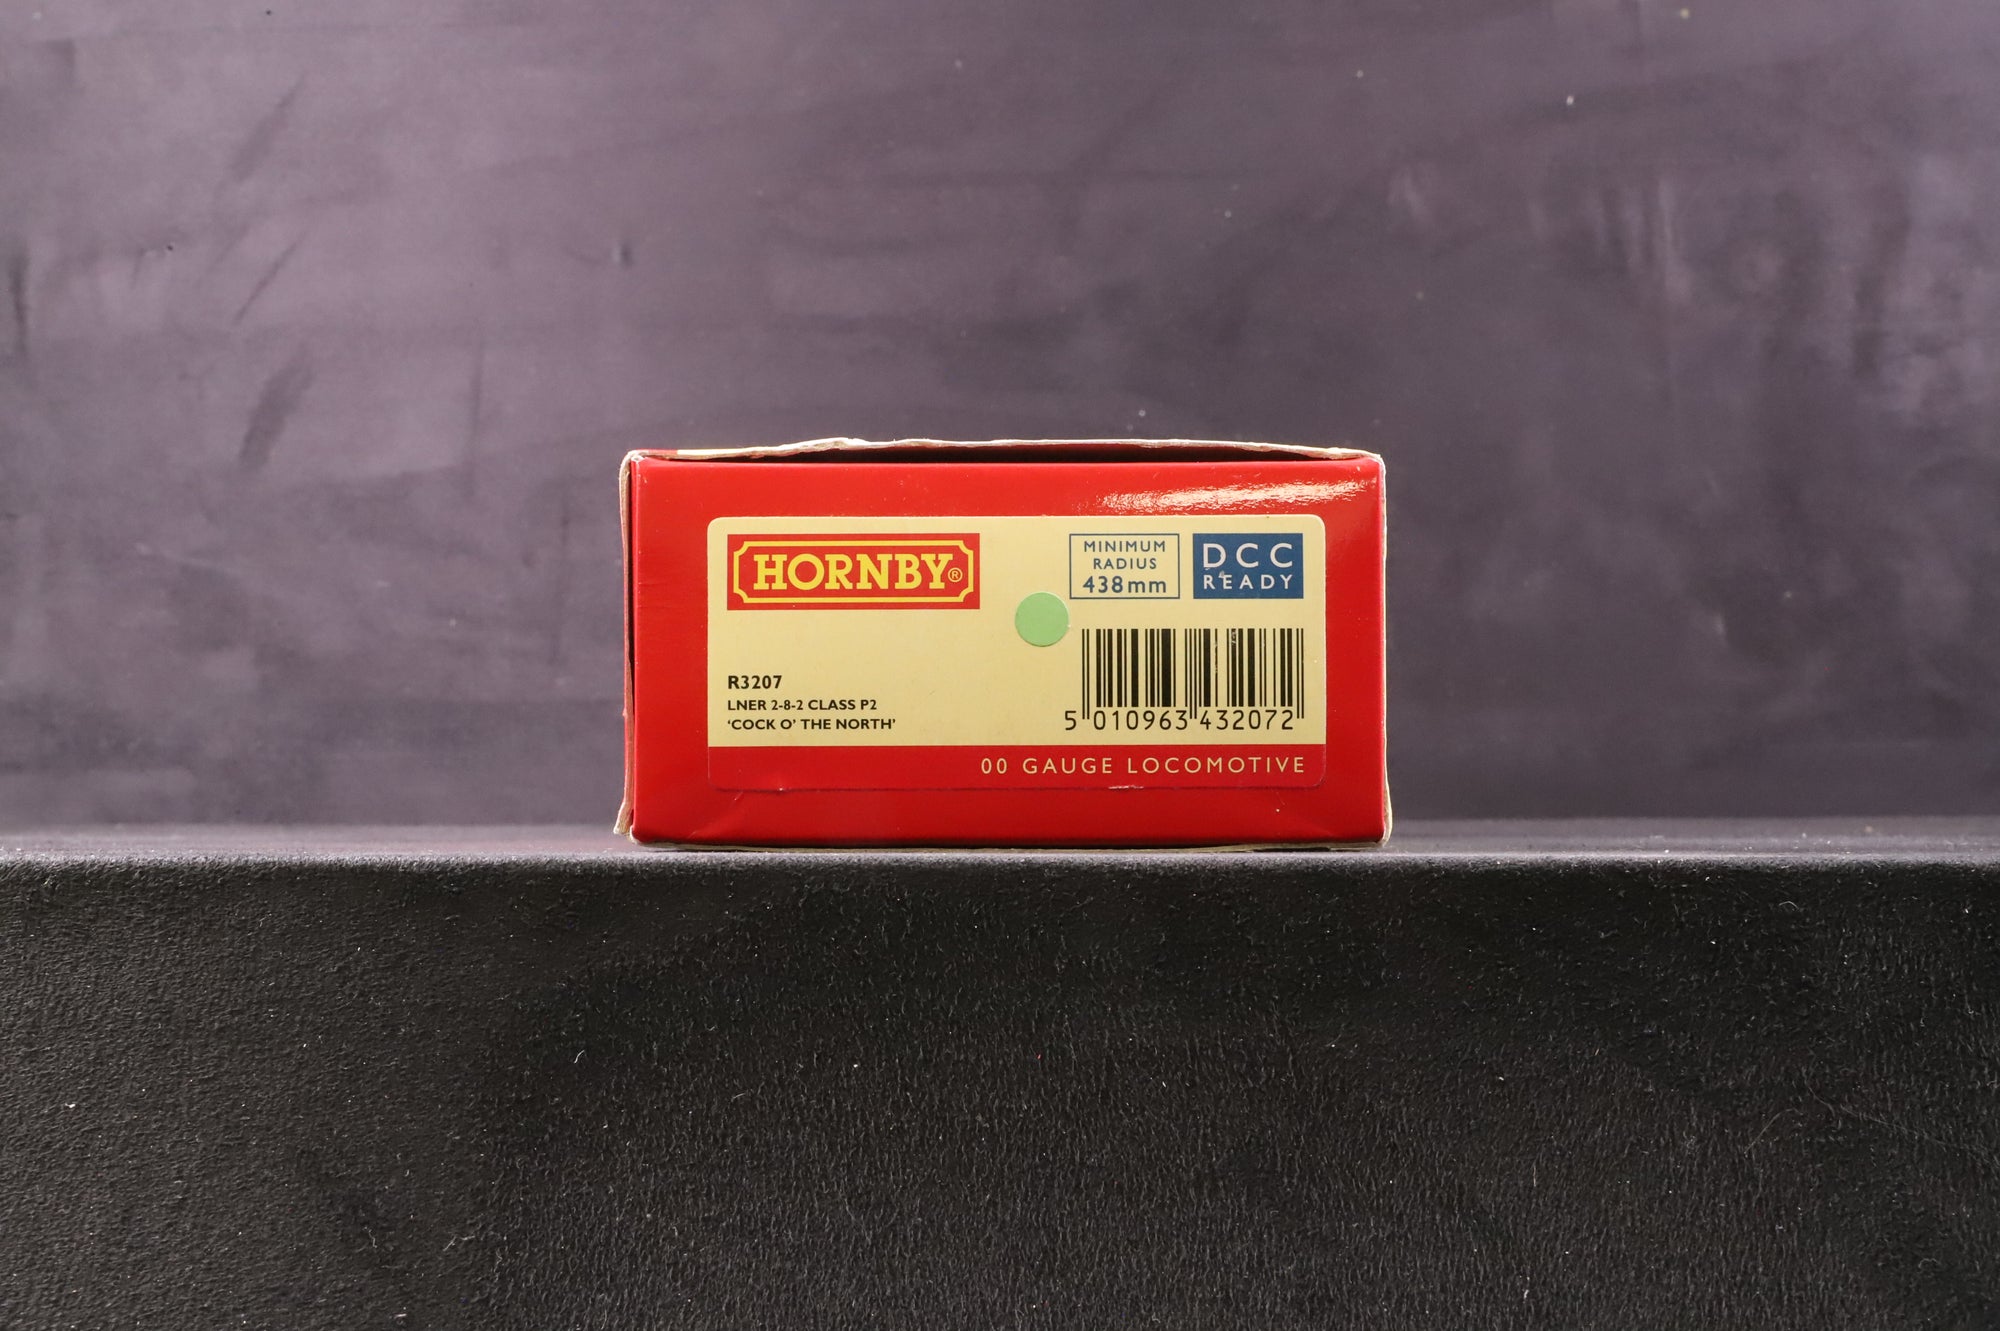 HORNBY®
MINIMUM
RADIUS
438mm
DCC
READY
R3207
LNER 2-8-2 CLASS P2
‘COCK O’ THE NORTH’
5 010963 432072
00 GAUGE LOCOMOTIVE